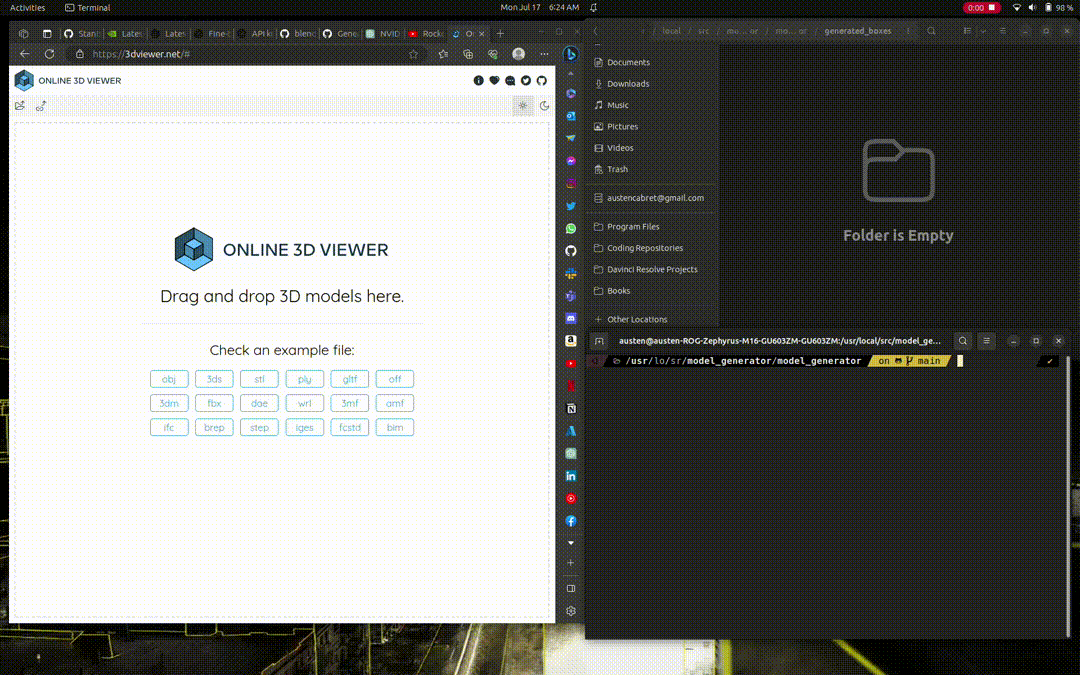 Activities Terminal Mon Jul 17 6:24 AM 0:00 98 %
Stan Lates Lates Fine- API k blen Gene NVID Rock O
https://3dviewer.net/#
ONLINE 3D VIEWER
ONLINE 3D VIEWER
Drag and drop 3D models here.
Check an example file:
obj 3ds stl ply gltf off
3dm fbx dae wrl 3mf amf
ifc brep step iges fcstd bim
/ local / src / mo... or / mo... or / generated_boxes
Documents
Downloads
Music
Pictures
Videos
Trash
austencabret@gmail.com
Program Files
Coding Repositories
Davinci Resolve Projects
Books
+ Other Locations
Folder is Empty
austen@austen-ROG-Zephyrus-M16-GU603ZM-GU603ZM:/usr/local/src/model_ge...
/usr/lo/sr/model_generator/model_generator on main